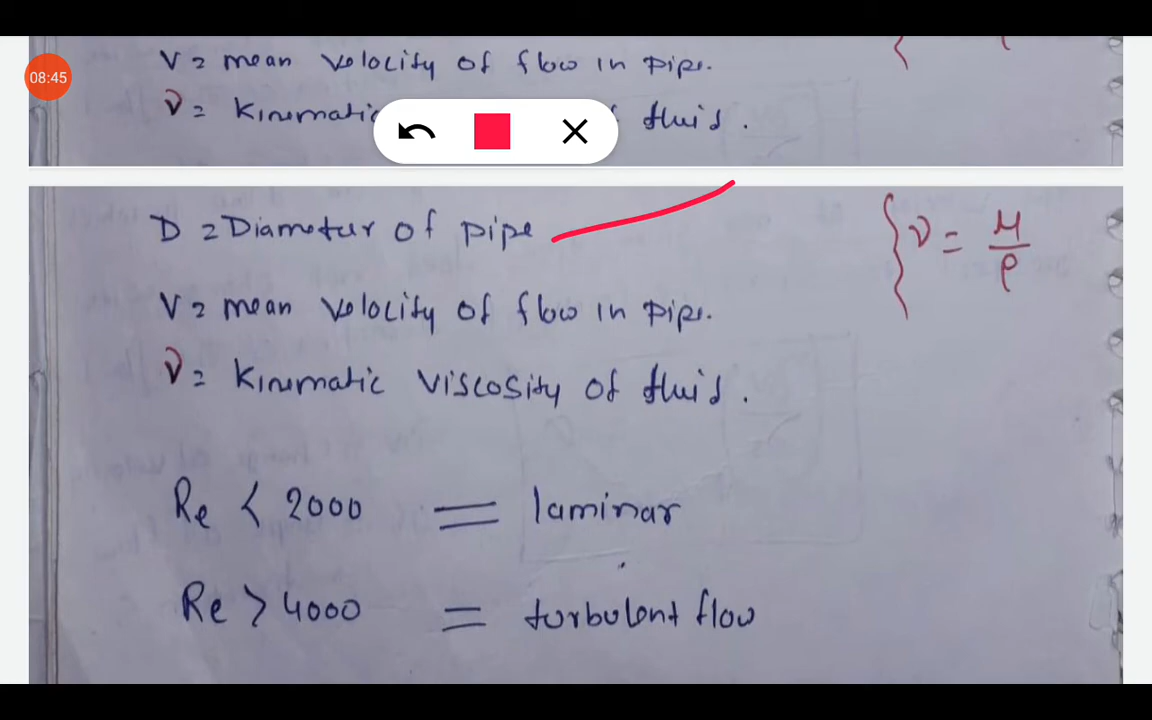 V = mean velocity of flow in pipe.
08:45
ν = Kinematic fluid.
D = Diameter of pipe
{ ν = μ/ρ
V = mean velocity of flow in pipe.
ν = Kinematic viscosity of fluid.
Re < 2000 = laminar
Re > 4000 = turbulent flow